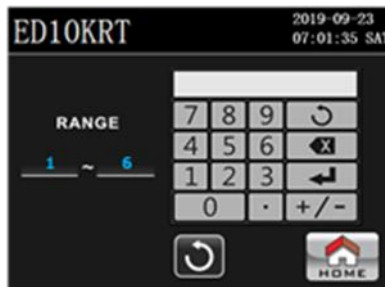 ED10KRT
2019-09-23
07:01:35 SAT
RANGE
1 ~ 6
7 8 9
4 5 6
1 2 3
0 . +/-
HOME